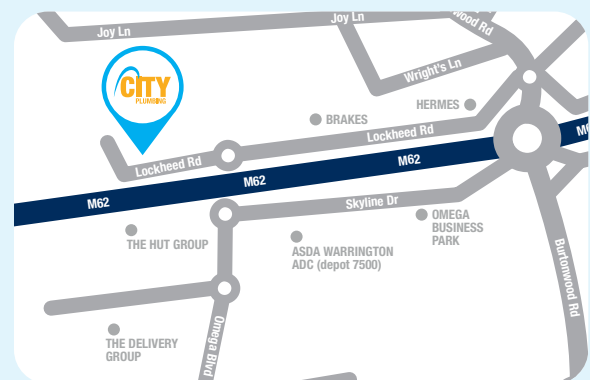 Joy Ln
Joy Ln
wood Rd
Wright's Ln
CITY
PLUMBING
HERMES
BRAKES
Lockheed Rd
Lockheed Rd
M62
M62
M62
Skyline Dr
THE HUT GROUP
ASDA WARRINGTON
ADC (depot 7500)
OMEGA
BUSINESS
PARK
Burtonwood Rd
Omega Blvd
THE DELIVERY
GROUP